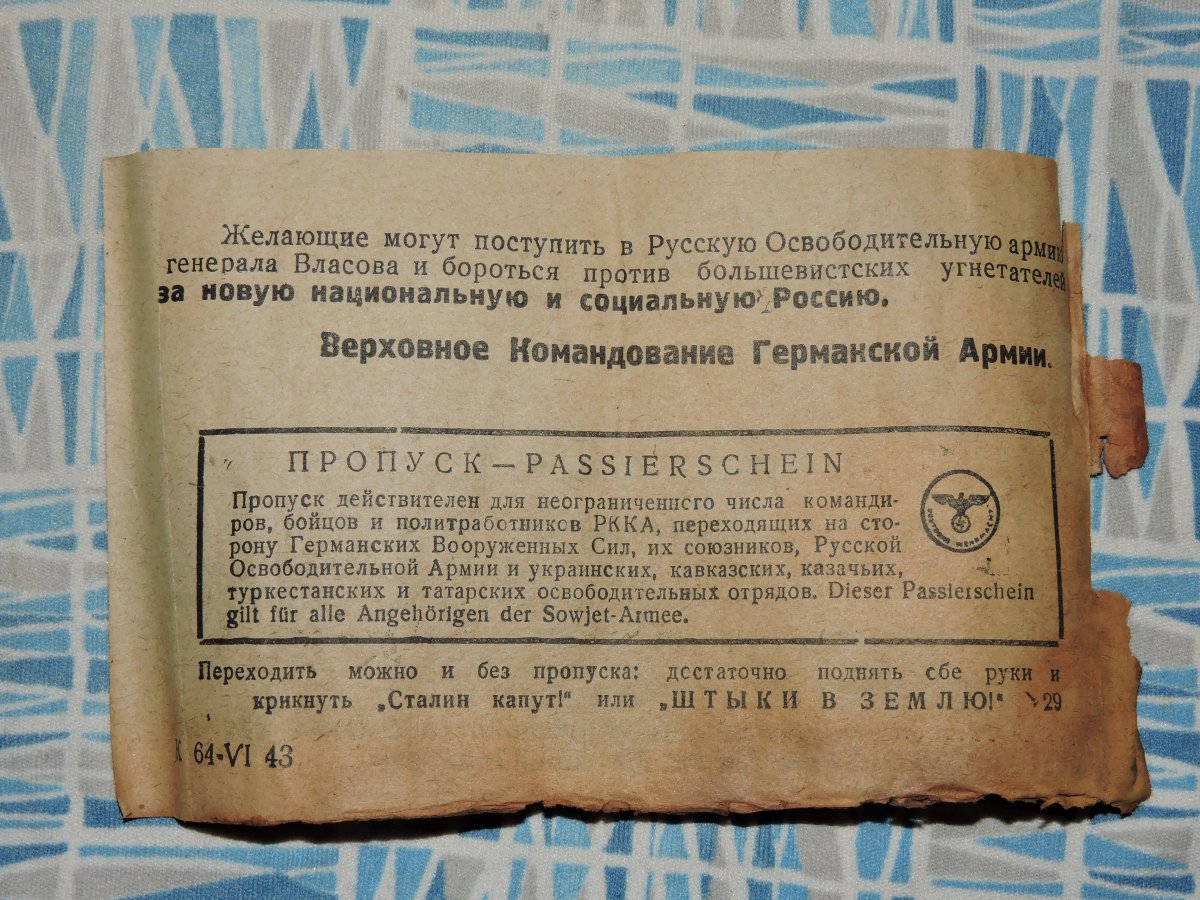 Желающие могут поступить в Русскую Освободительную армию
генерала Власова и бороться против большевистских угнетателей
за новую национальную и социальную Россию.
Верховное Командование Германской Армии.
ПРОПУСК — PASSIERSCHEIN
Пропуск действителен для неограниченного числа команди-
ров, бойцов и политработников РККА, переходящих на сто-
рону Германских Вооруженных Сил, их союзников, Русской
Освободительной Армии и украинских, кавказских, казачьих,
туркестанских и татарских освободительных отрядов. Dieser Passierschein
gilt für alle Angehörigen der Sowjet-Armee.
DEUTSCHE WEHRMACHT
Переходить можно и без пропуска: достаточно поднять обе руки и
крикнуть „Сталин капут!“ или „ШТЫКИ В ЗЕМЛЮ!“ 29
К 64-VI 43